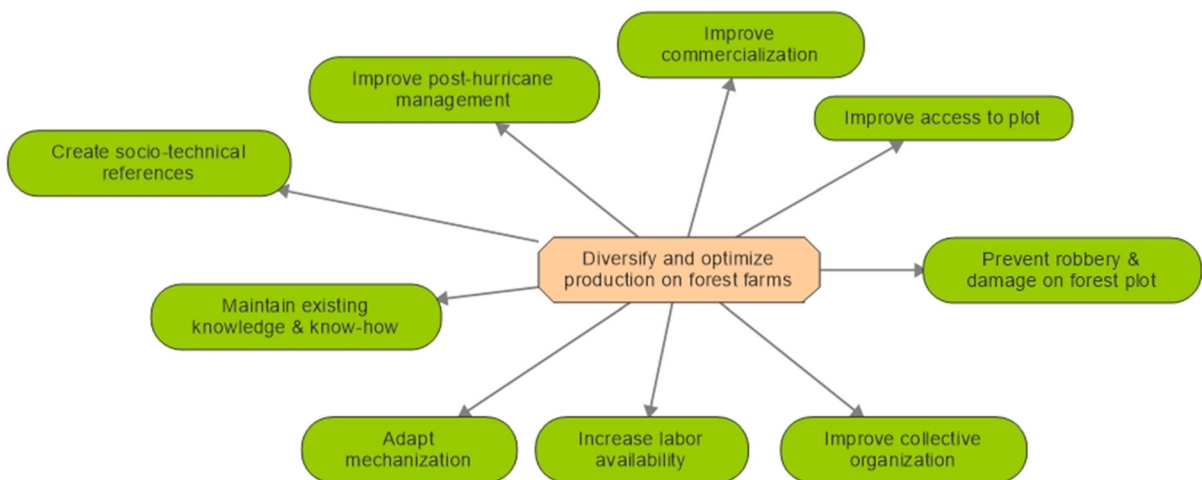 Improve
commercialization
Improve post-hurricane
management
Improve access to plot
Create socio-technical
references
Diversify and optimize
production on forest farms
Prevent robbery &
damage on forest plot
Maintain existing
knowledge & know-how
Adapt
mechanization
Increase labor
availability
Improve collective
organization